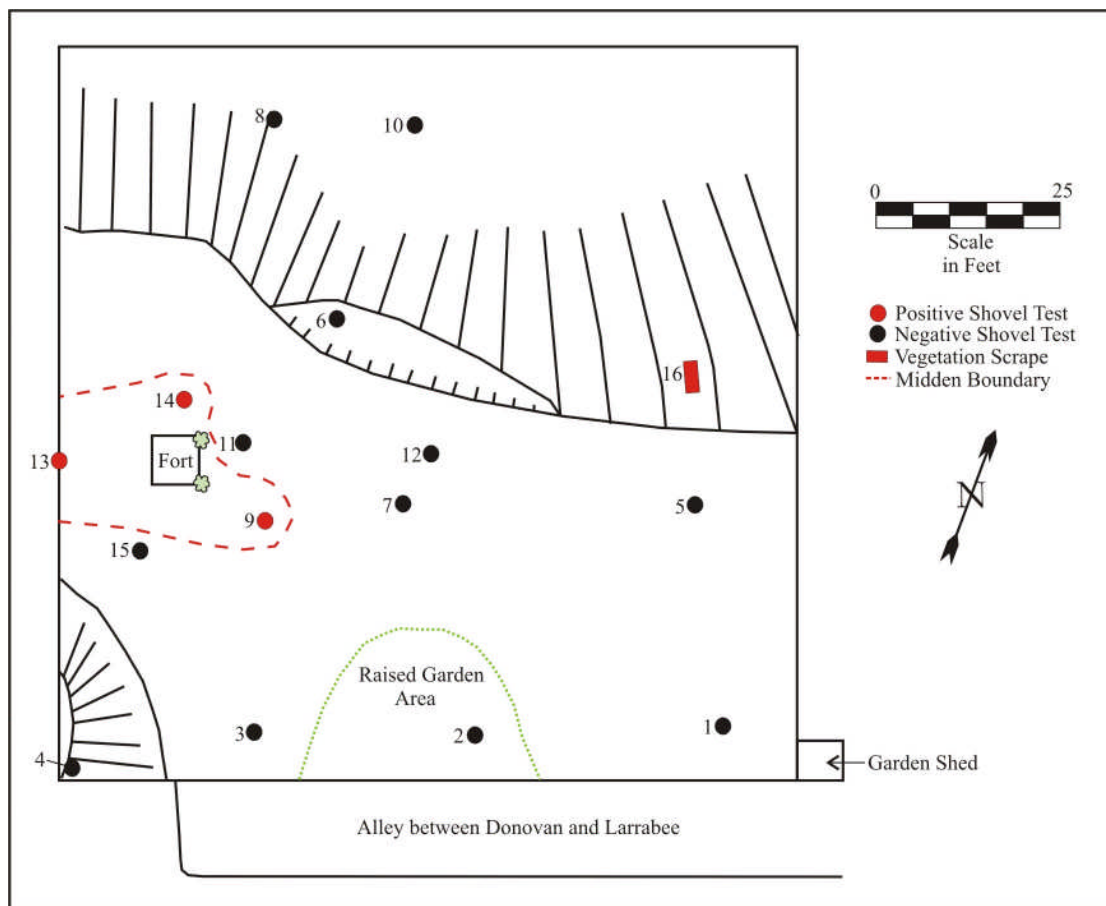 8
10
0
25
Scale
in Feet
6
16
Positive Shovel Test
Negative Shovel Test
Vegetation Scrape
Midden Boundary
14
11
13
Fort
12
N
9
7
5
15
Raised Garden
Area
3
2
1
4
Garden Shed
Alley between Donovan and Larrabee